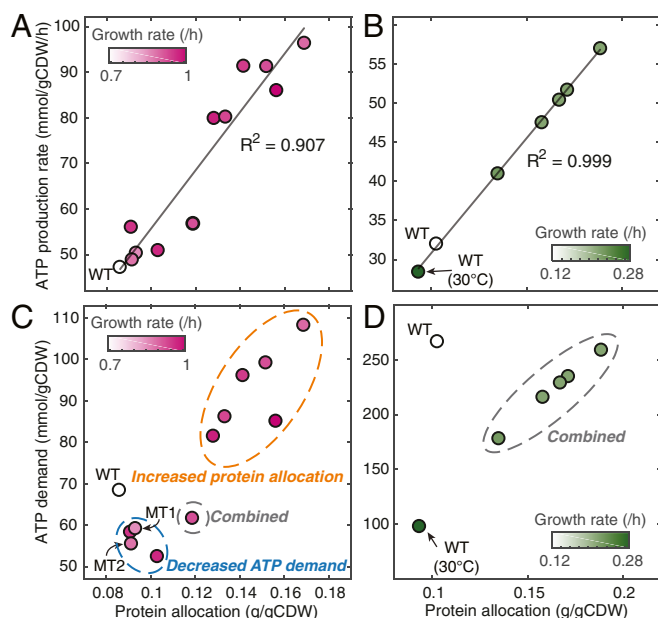 A
Growth rate (/h)
0.7 1
ATP production rate (mmol/gCDW/h)
100
90
80
70
60
50
R² = 0.907
WT
B
55
50
45
40
35
30
R² = 0.999
WT
WT
(30°C)
Growth rate (/h)
0.12 0.28
C
Growth rate (/h)
0.7 1
ATP demand (mmol/gCDW)
110
100
90
80
70
60
50
WT
Increased protein allocation
MT1
Combined
MT2
Decreased ATP demand
0.08 0.1 0.12 0.14 0.16 0.18
Protein allocation (g/gCDW)
D
250
200
150
100
WT
Combined
WT
(30°C)
Growth rate (/h)
0.12 0.28
0.1 0.15 0.2
Protein allocation (g/gCDW)